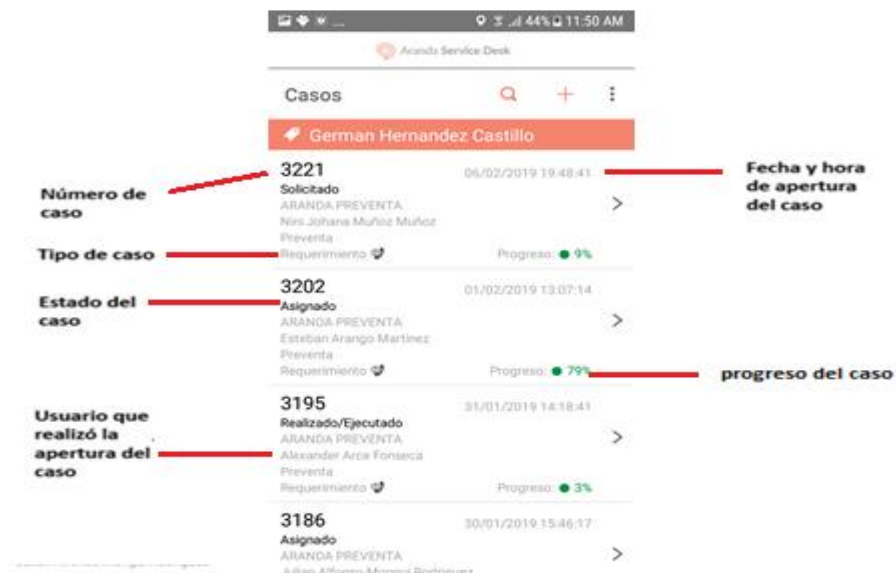 44% 11:50 AM
Aranda Service Desk
Casos
German Hernandez Castillo
Número de
caso
3221
06/02/2019 19:48:41
Fecha y hora
de apertura
del caso
Solicitado
ARANDA PREVENTA
Nirs Johana Muñoz Muñoz
Preventa
Tipo de caso
Requerimiento
Progreso: 9%
Estado del
caso
3202
01/02/2019 13:07:14
Asignado
ARANDA PREVENTA
Esteban Arango Martinez
Preventa
Requerimiento
Progreso: 79%
progreso del caso
Usuario que
realizó la
apertura del
caso
3195
31/01/2019 14:18:41
Realizado/Ejecutado
ARANDA PREVENTA
Alexander Arce Fonseca
Preventa
Requerimiento
Progreso: 3%
3186
30/01/2019 15:46:17
Asignado
ARANDA PREVENTA